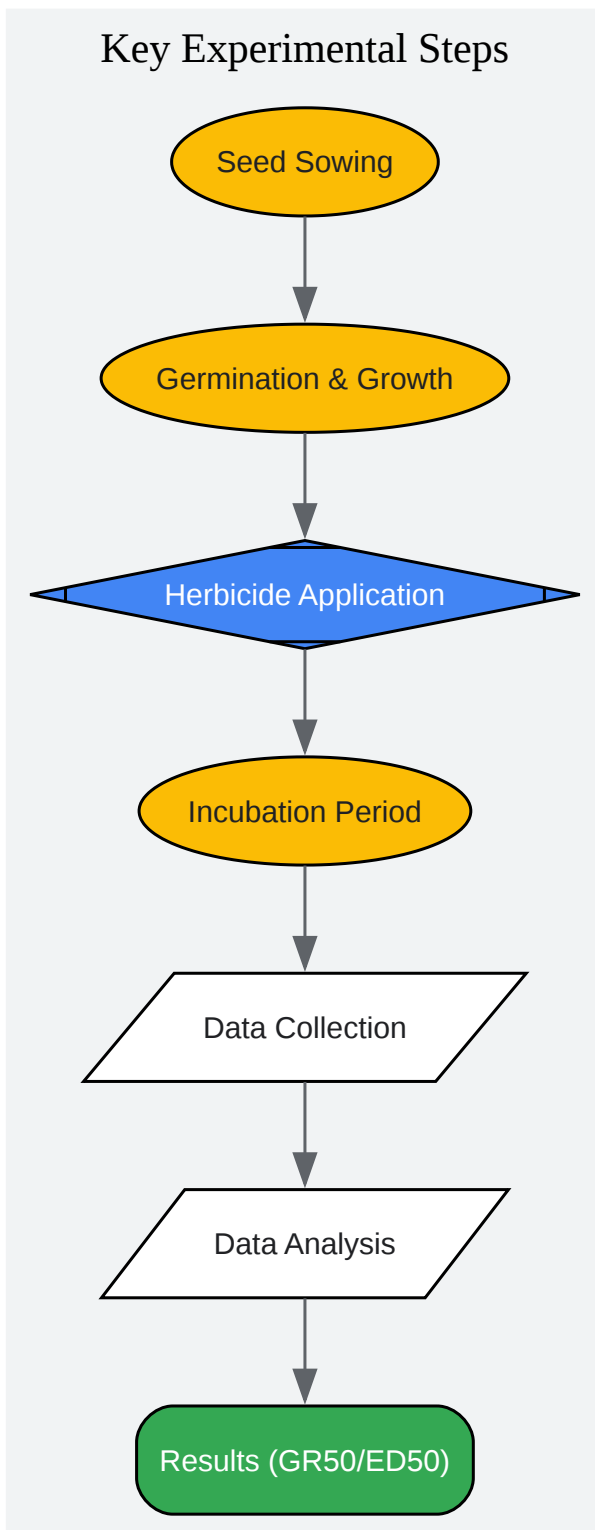 Key Experimental Steps
Seed Sowing
Germination & Growth
Herbicide Application
Incubation Period
Data Collection
Data Analysis
Results (GR50/ED50)